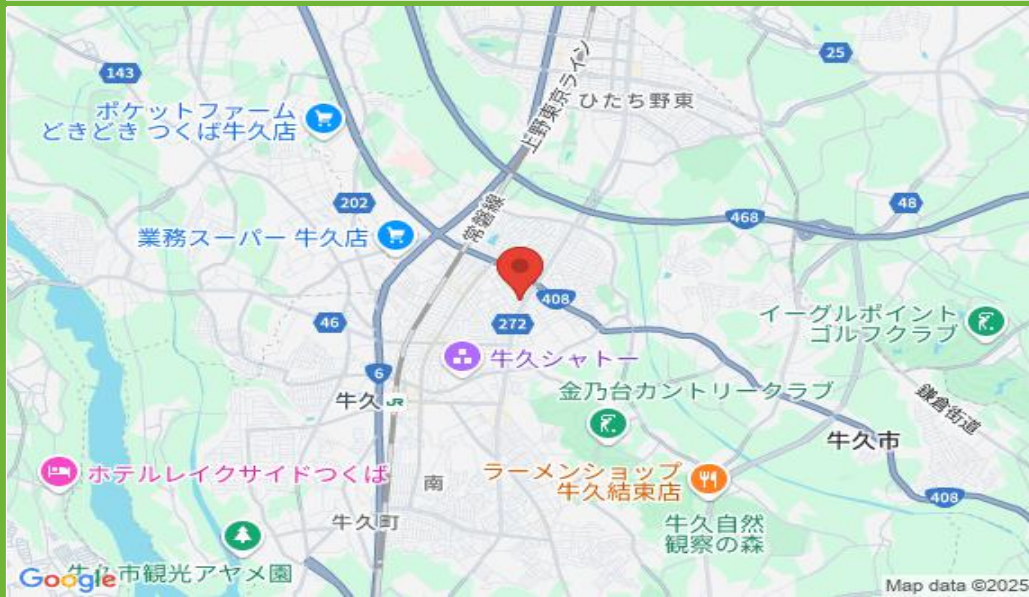 25
143
上野東京ライン
ひたち野東
ポケットファーム
どきどき つくば牛久店
202
常磐線
48
468
業務スーパー 牛久店
408
46
272
イーグルポイント
ゴルフクラブ
牛久シャトー
6
金乃台カントリークラブ
牛久 JR
鎌倉街道
牛久市
ホテルレイクサイドつくば
南
ラーメンショップ
牛久結束店
408
牛久町
牛久自然
観察の森
牛久市観光アヤメ園
Google
Map data ©2025